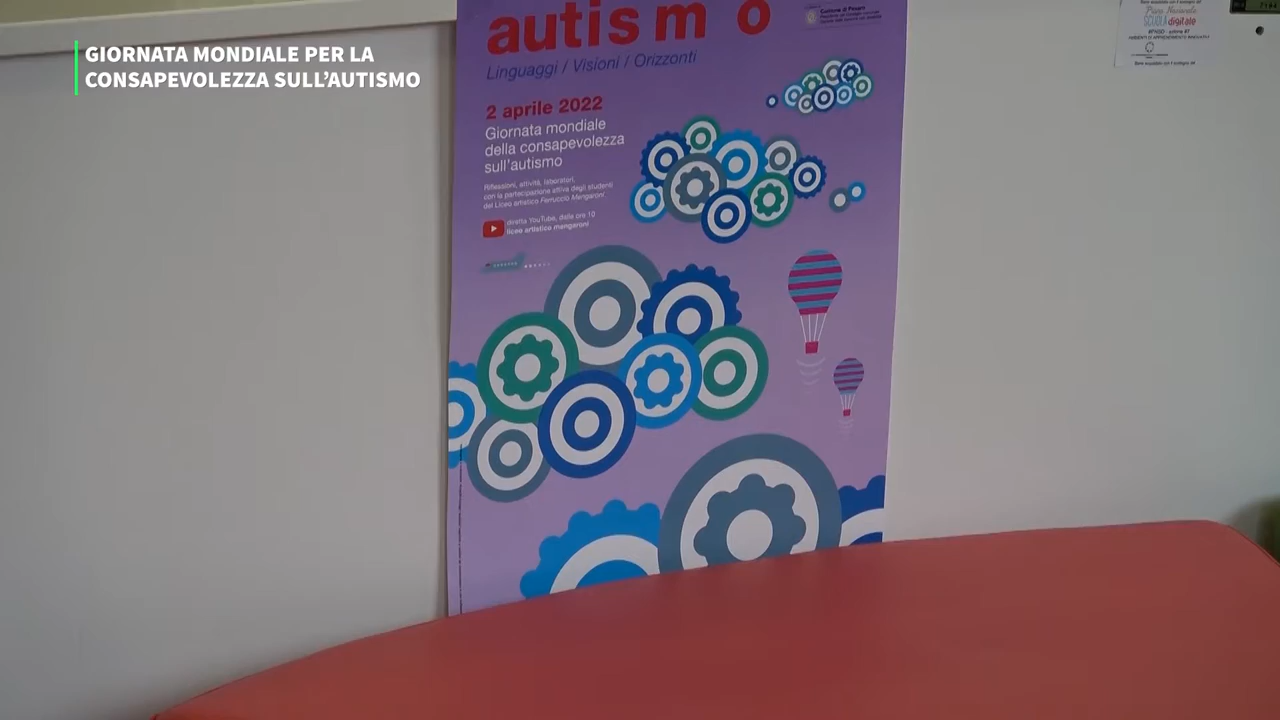 GIORNATA MONDIALE PER LA
CONSAPEVOLEZZA SULL'AUTISMO
autismo
Linguaggi / Visioni / Orizzonti
2 aprile 2022
Giornata mondiale
della consapevolezza
sull'autismo
Riflessioni, attività, laboratori,
con la partecipazione attiva degli studenti
del Liceo artistico Ferruccio Mengaroni
diretta YouTube, dalle ore 10
liceo artistico mengaroni
Comune di Pesaro
Piano Nazionale
SCUOLA digitale